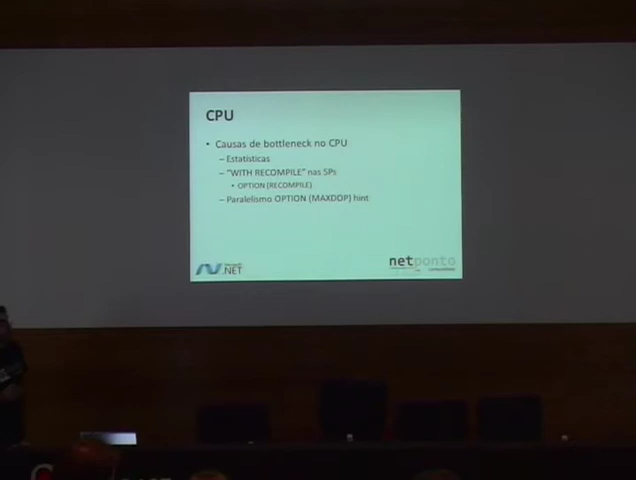 CPU
• Causas de bottleneck no CPU
– Estatísticas
– "WITH RECOMPILE" nas SPs
• OPTION (RECOMPILE)
– Paralelismo OPTION (MAXDOP) hint
.NET
netponto